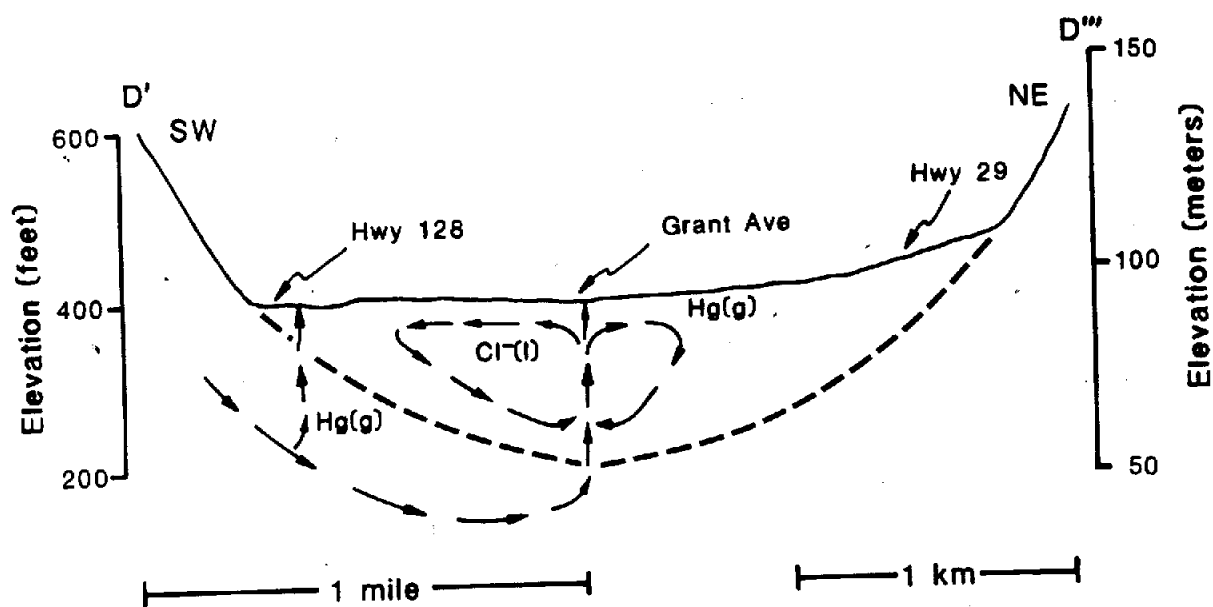 D'
SW
D'''
NE
150
100
50
Elevation (meters)
600
400
200
Elevation (feet)
Hwy 128
Grant Ave
Hwy 29
Hg(g)
Cl⁻(l)
Hg(g)
1 mile
1 km